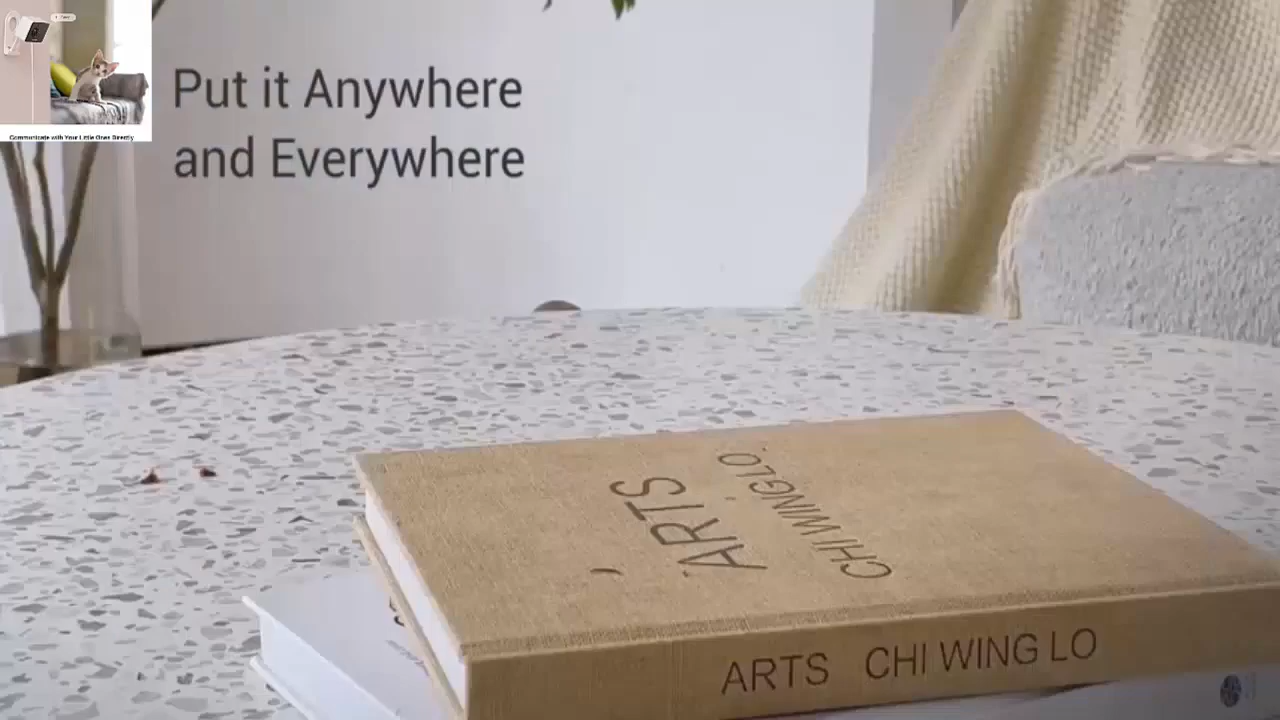 Communicate with Your Little Ones Directly
Put it Anywhere
and Everywhere
ARTS
CHI WING LO.
ARTS CHI WING LO